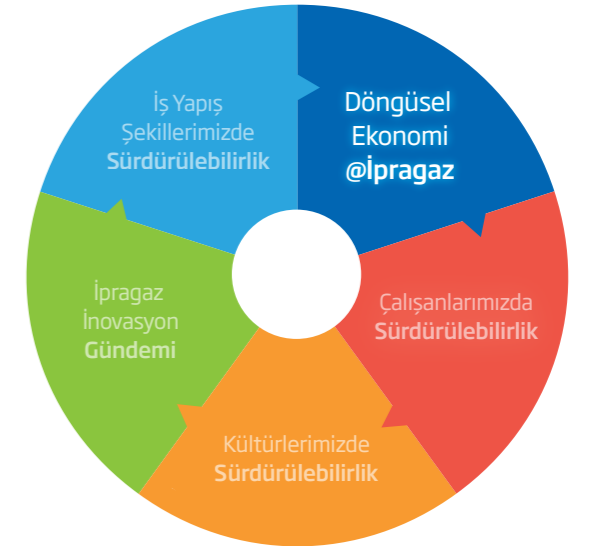 İş Yapış
Şekillerimizde
Sürdürülebilirlik
Döngüsel
Ekonomi
@İpragaz
Çalışanlarımızda
Sürdürülebilirlik
Kültürlerimizde
Sürdürülebilirlik
İpragaz
İnovasyon
Gündemi